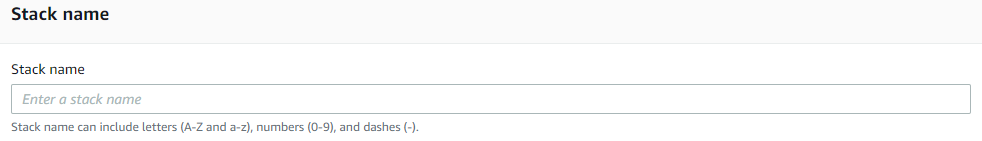 Stack name
Stack name
Enter a stack name
Stack name can include letters (A-Z and a-z), numbers (0-9), and dashes (-).